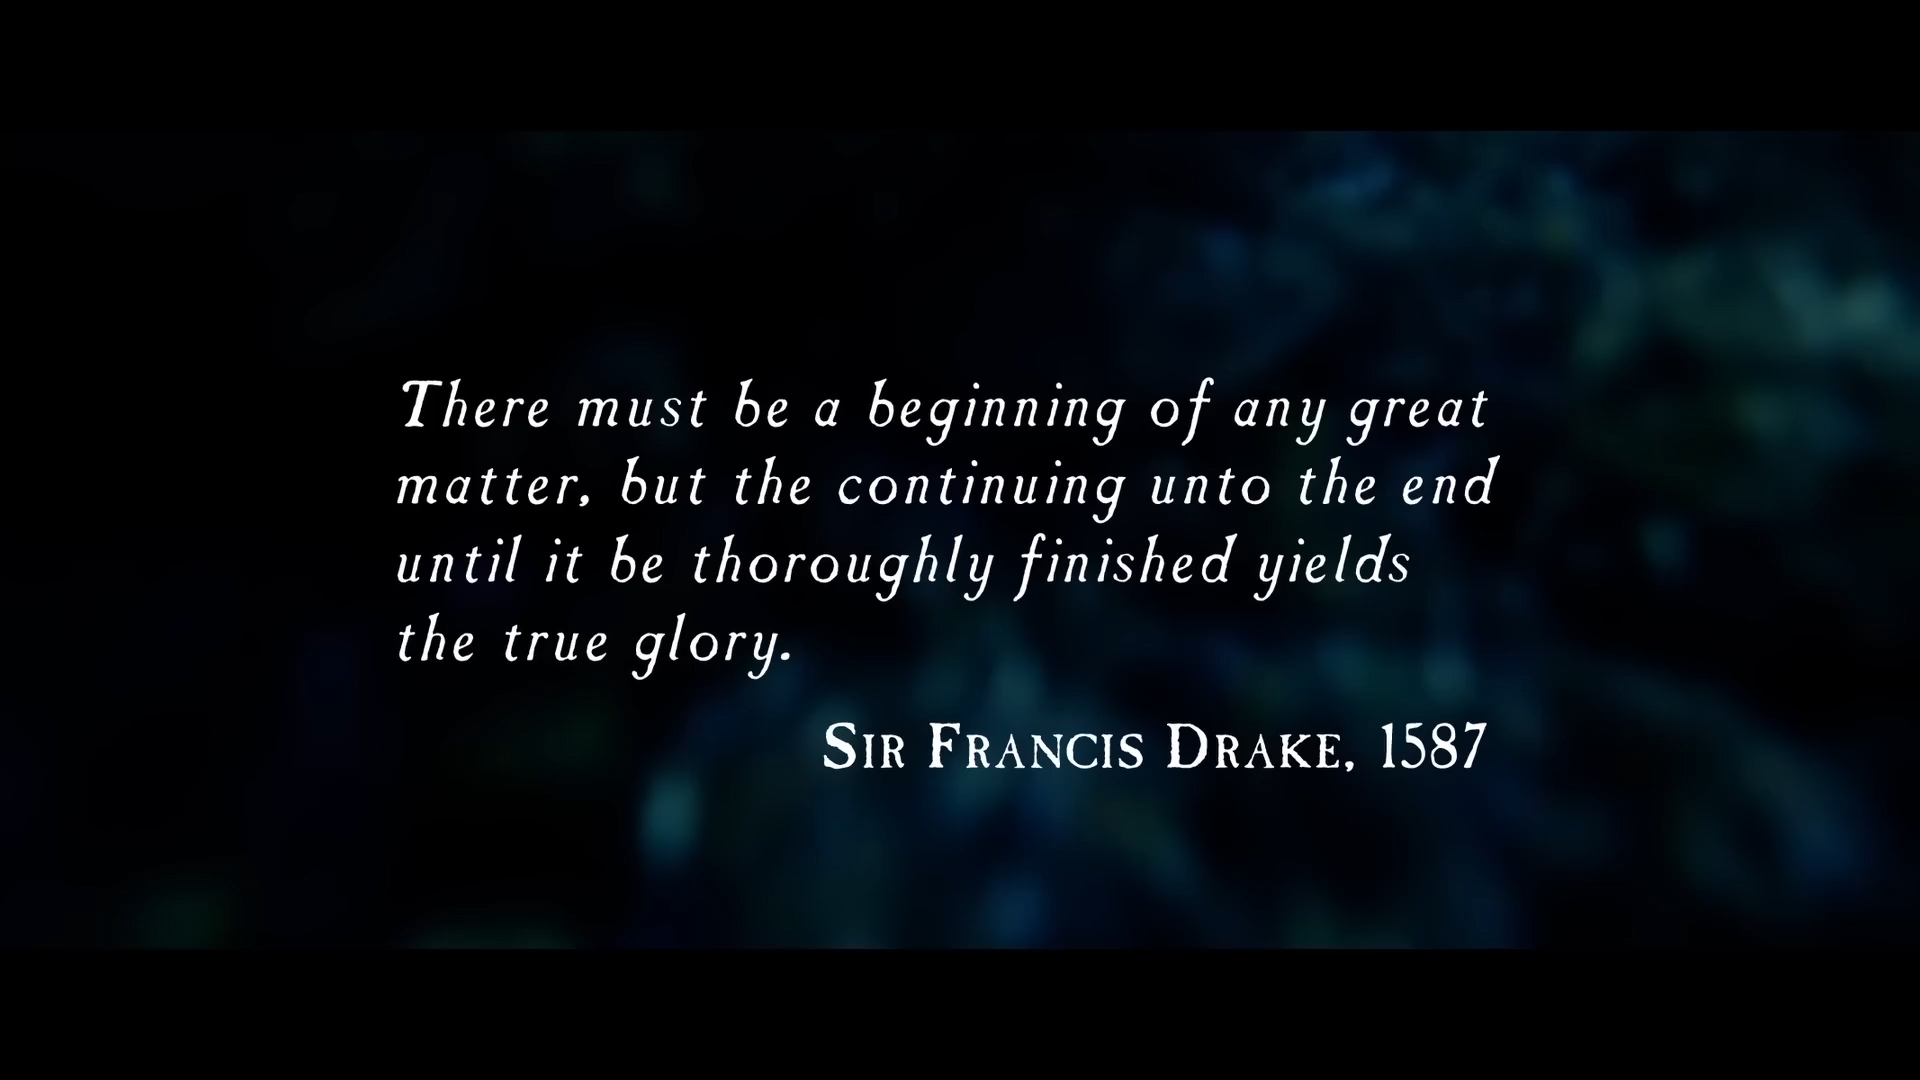 There must be a beginning of any great
matter, but the continuing unto the end
until it be thoroughly finished yields
the true glory.
Sir Francis Drake, 1587